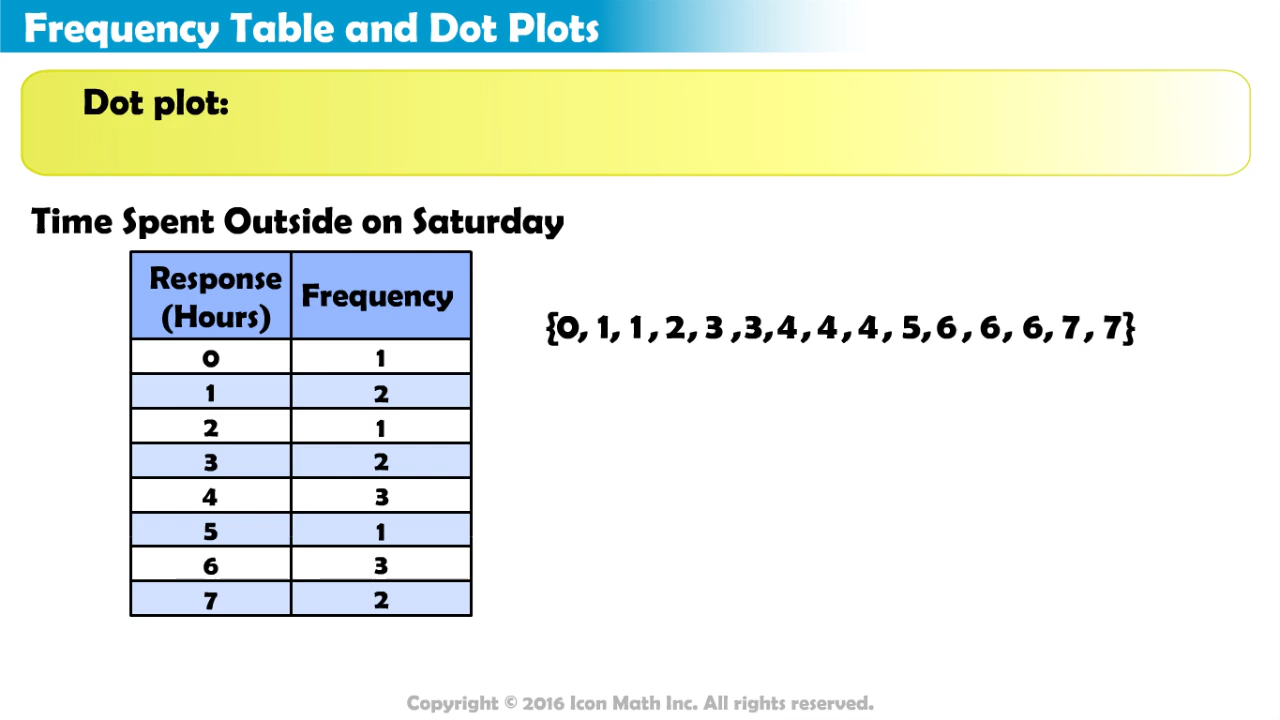 Frequency Table and Dot Plots
Dot plot:
Time Spent Outside on Saturday
Response (Hours) Frequency
0 1
1 2
2 1
3 2
4 3
5 1
6 3
7 2
{0, 1, 1, 2, 3 ,3, 4, 4, 4, 5, 6, 6, 6, 7, 7}
Copyright © 2016 Icon Math Inc. All rights reserved.